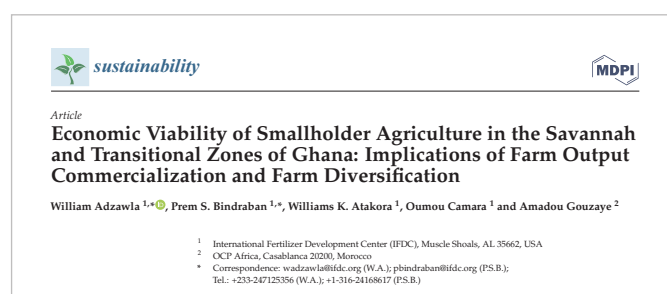 sustainability
MDPI
Article
Economic Viability of Smallholder Agriculture in the Savannah
and Transitional Zones of Ghana: Implications of Farm Output
Commercialization and Farm Diversification
William Adzawla 1,*, Prem S. Bindraban 1,*, Williams K. Atakora 1, Oumou Camara 1 and Amadou Gouzaye 2
1 International Fertilizer Development Center (IFDC), Muscle Shoals, AL 35662, USA
2 OCP Africa, Casablanca 20200, Morocco
* Correspondence: wadzawla@ifdc.org (W.A.); pbindraban@ifdc.org (P.S.B.);
Tel.: +233-247125356 (W.A.); +1-316-24168617 (P.S.B.)